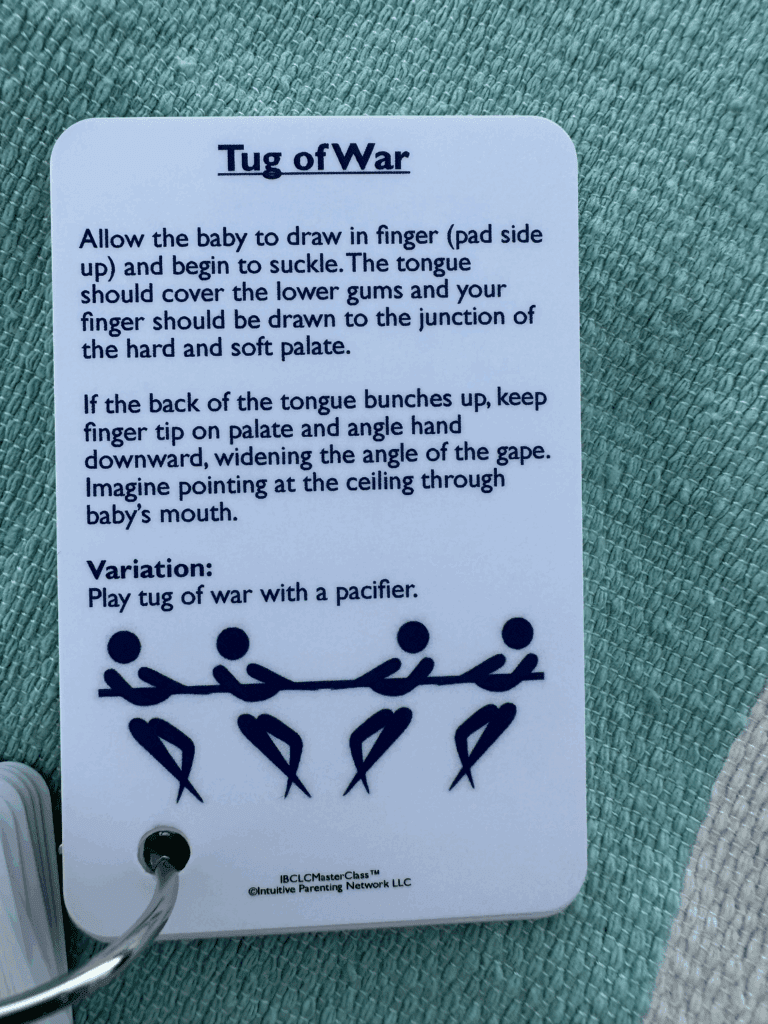 Tug of War
Allow the baby to draw in finger (pad side
up) and begin to suckle. The tongue
should cover the lower gums and your
finger should be drawn to the junction of
the hard and soft palate.
If the back of the tongue bunches up, keep
finger tip on palate and angle hand
downward, widening the angle of the gape.
Imagine pointing at the ceiling through
baby's mouth.
Variation:
Play tug of war with a pacifier.
IBCLCMasterClass™
©Intuitive Parenting Network LLC